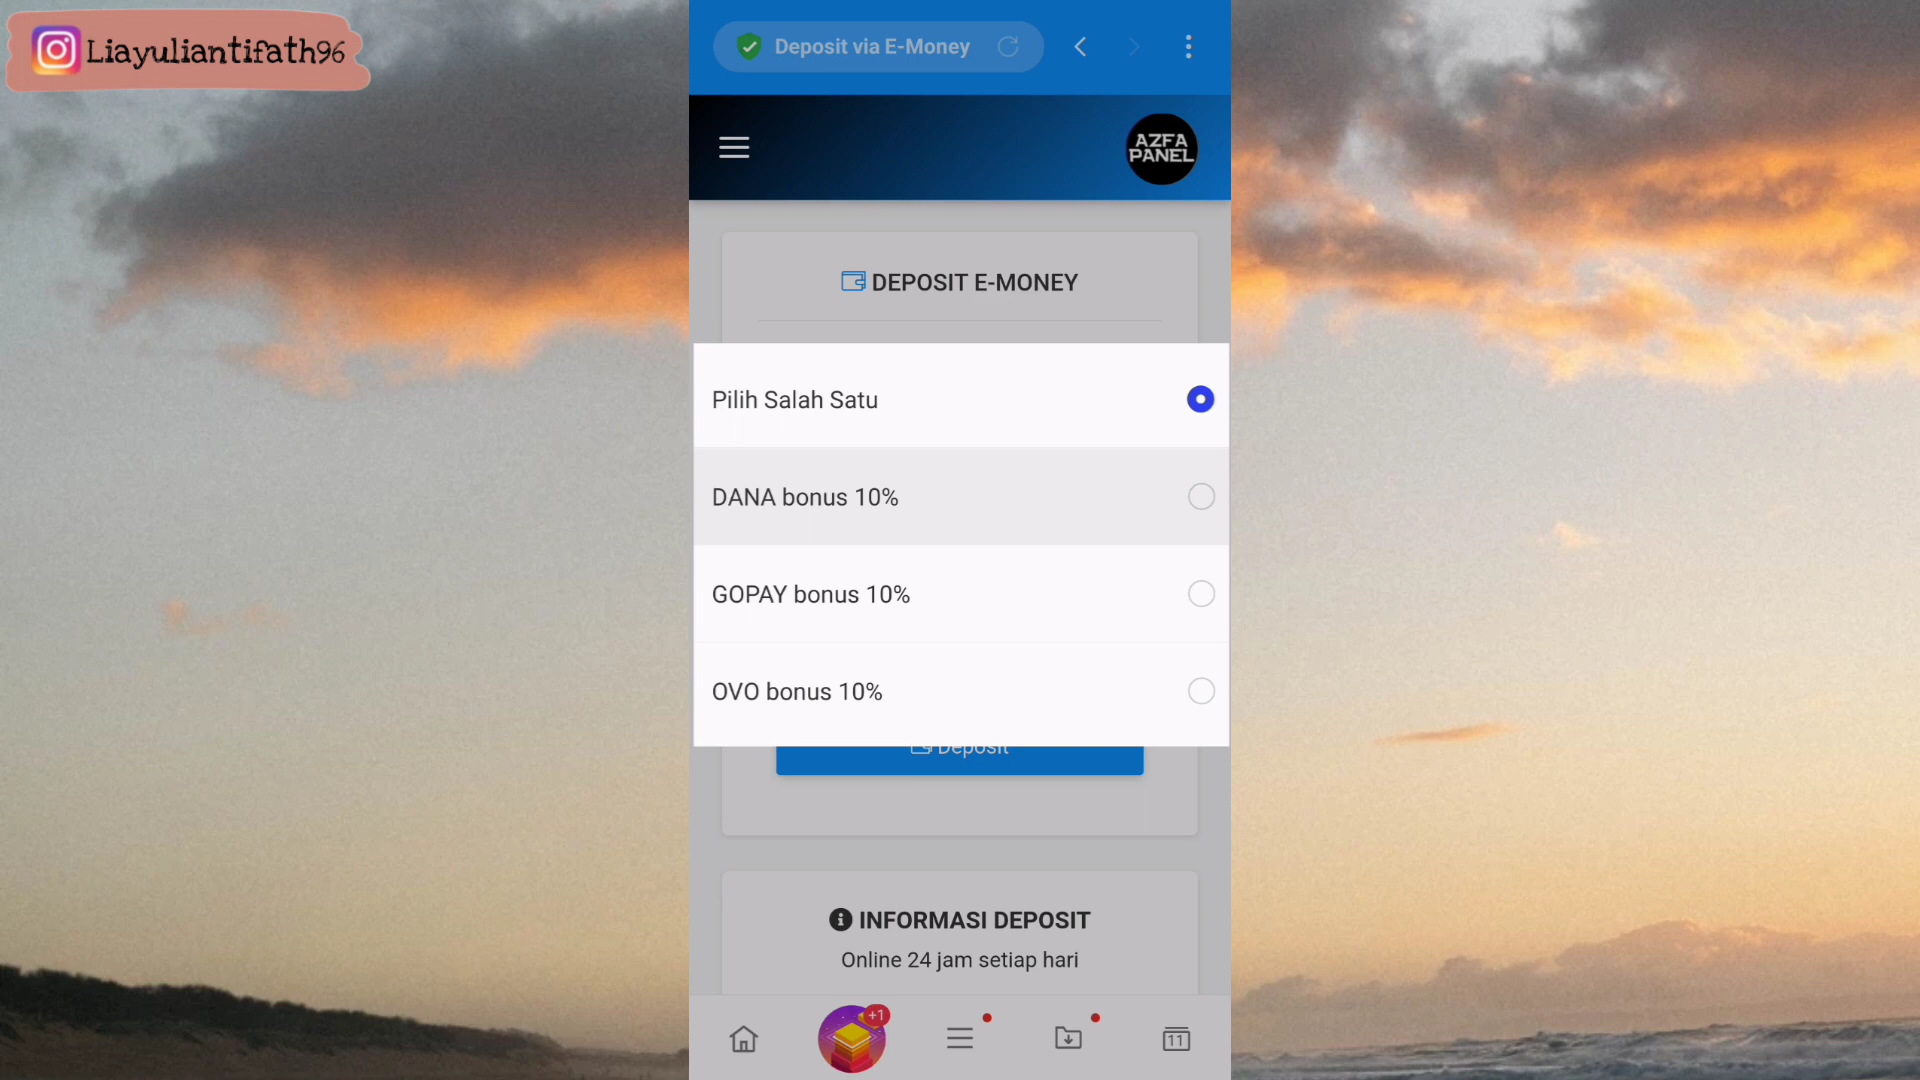 Liayuliantifath96
Deposit via E-Money
AZFA
PANEL
DEPOSIT E-MONEY
Pilih Salah Satu
DANA bonus 10%
GOPAY bonus 10%
OVO bonus 10%
Deposit
INFORMASI DEPOSIT
Online 24 jam setiap hari
+1
11